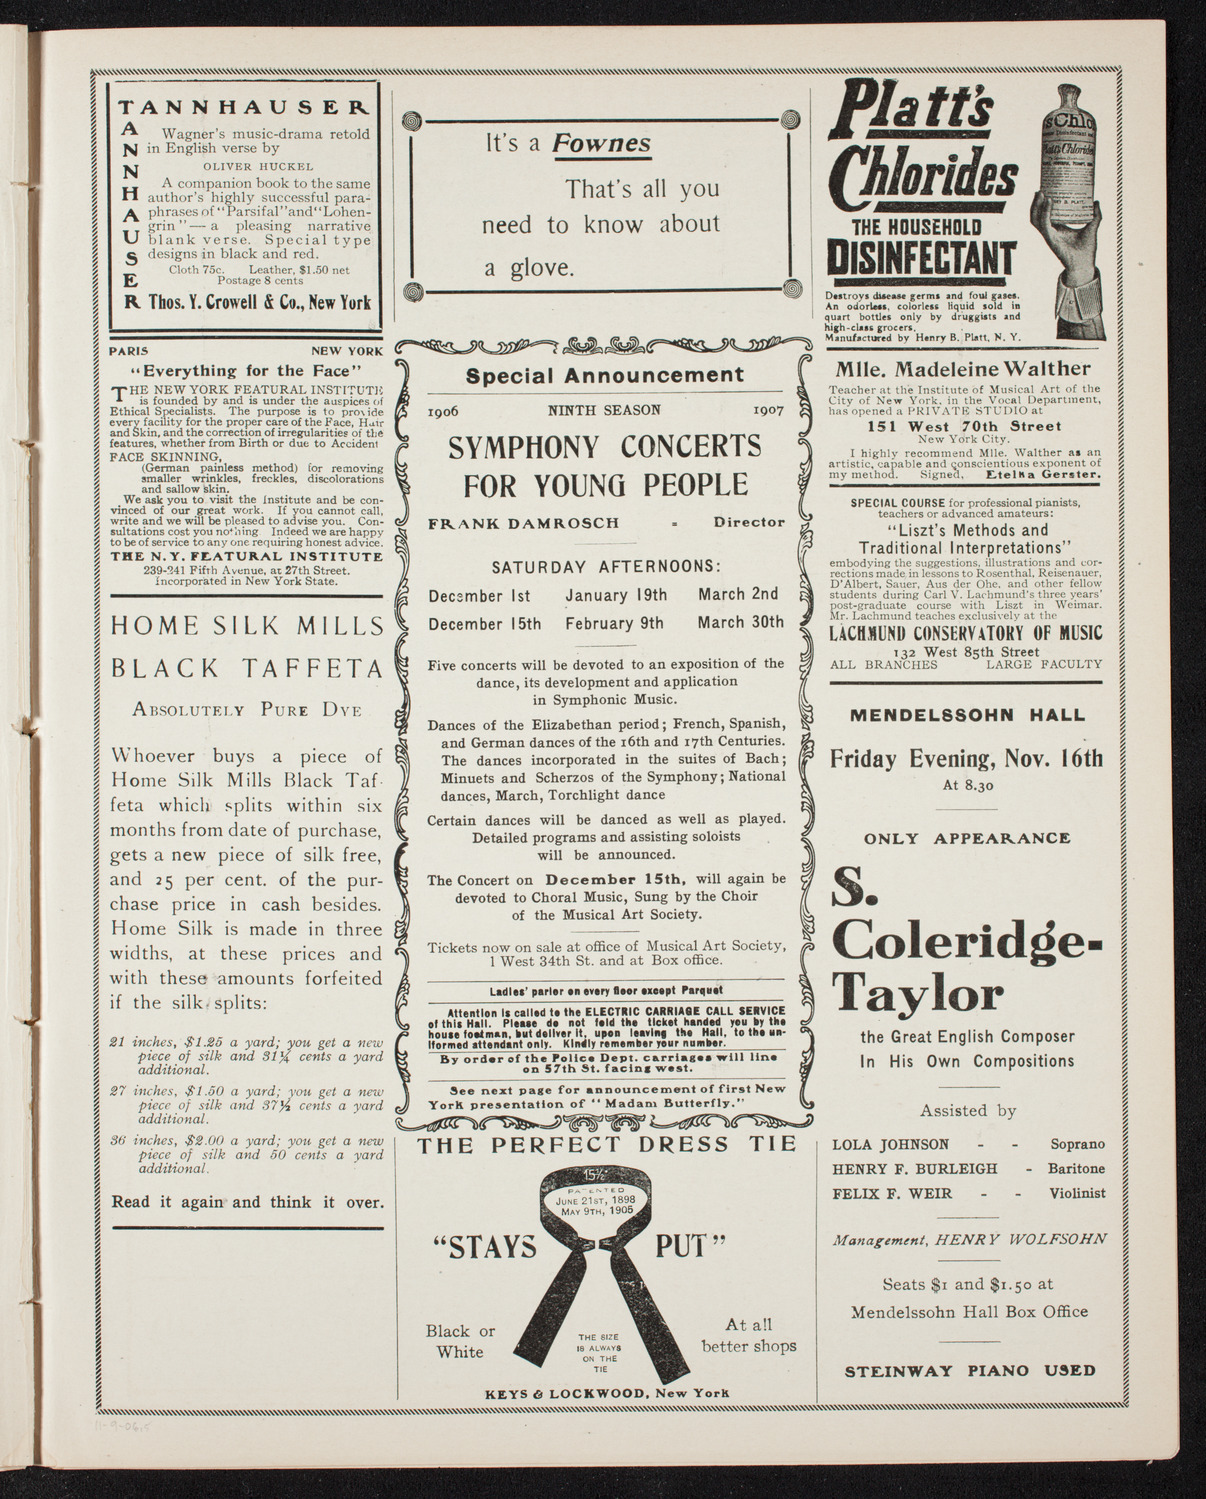 TANNHAUSER
TANNHAUSER
Wagner's music-drama retold
in English verse by
OLIVER HUCKEL
A companion book to the same
author's highly successful para-
phrases of "Parsifal" and "Lohen-
grin"—a pleasing narrative
blank verse. Special type
designs in black and red.
Cloth 75c. Leather, $1.50 net
Postage 8 cents
Thos. Y. Crowell & Co., New York
PARIS NEW YORK
"Everything for the Face"
THE NEW YORK FEATURAL INSTITUTE
is founded by and is under the auspices of
Ethical Specialists. The purpose is to provide
every facility for the proper care of the Face, Hair
and Skin, and the correction of irregularities of the
features, whether from Birth or due to Accident
FACE SKINNING,
(German painless method) for removing
smaller wrinkles, freckles, discolorations
and sallow skin.
We ask you to visit the Institute and be con-
vinced of our great work. If you cannot call,
write and we will be pleased to advise you. Con-
sultations cost you nothing Indeed we are happy
to be of service to any one requiring honest advice.
THE N. Y. FEATURAL INSTITUTE
239-241 Fifth Avenue, at 27th Street.
Incorporated in New York State.
HOME SILK MILLS
BLACK TAFFETA
ABSOLUTELY PURE DYE
Whoever buys a piece of
Home Silk Mills Black Taf-
feta which splits within six
months from date of purchase,
gets a new piece of silk free,
and 25 per cent. of the pur-
chase price in cash besides.
Home Silk is made in three
widths, at these prices and
with these amounts forfeited
if the silk splits:
21 inches, $1.25 a yard; you get a new
piece of silk and 31¼ cents a yard
additional.
27 inches, $1.50 a yard; you get a new
piece of silk and 37½ cents a yard
additional.
36 inches, $2.00 a yard; you get a new
piece of silk and 50 cents a yard
additional.
Read it again and think it over.
It's a Fownes
That's all you
need to know about
a glove.
Special Announcement
1906 NINTH SEASON 1907
SYMPHONY CONCERTS
FOR YOUNG PEOPLE
FRANK DAMROSCH = Director
SATURDAY AFTERNOONS:
December 1st January 19th March 2nd
December 15th February 9th March 30th
Five concerts will be devoted to an exposition of the
dance, its development and application
in Symphonic Music.
Dances of the Elizabethan period; French, Spanish,
and German dances of the 16th and 17th Centuries.
The dances incorporated in the suites of Bach;
Minuets and Scherzos of the Symphony; National
dances, March, Torchlight dance
Certain dances will be danced as well as played.
Detailed programs and assisting soloists
will be announced.
The Concert on December 15th, will again be
devoted to Choral Music, Sung by the Choir
of the Musical Art Society.
Tickets now on sale at office of Musical Art Society,
1 West 34th St. and at Box office.
Ladies' parlor on every floor except Parquet
Attention is called to the ELECTRIC CARRIAGE CALL SERVICE
of this Hall. Please do not fold the ticket handed you by the
house footman, but deliver it, upon leaving the Hall, to the un-
iformed attendant only. Kindly remember your number.
By order of the Police Dept. carriages will line
on 57th St. facing west.
See next page for announcement of first New
York presentation of "Madam Butterfly."
THE PERFECT DRESS TIE
15½
PATENTED
JUNE 21ST, 1898
MAY 9TH, 1905
"STAYS PUT"
Black or
White
THE SIZE
IS ALWAYS
ON THE
TIE
At all
better shops
KEYS & LOCKWOOD, New York
Platt's
Chlorides
THE HOUSEHOLD
DISINFECTANT
Destroys disease germs and foul gases.
An odorless, colorless liquid sold in
quart bottles only by druggists and
high-class grocers.
Manufactured by Henry B. Platt, N. Y.
Platt's Chlorides
Mlle. Madeleine Walther
Teacher at the Institute of Musical Art of the
City of New York, in the Vocal Department,
has opened a PRIVATE STUDIO at
151 West 70th Street
New York City.
I highly recommend Mlle. Walther as an
artistic, capable and conscientious exponent of
my method. Signed, Etelka Gerster.
SPECIAL COURSE for professional pianists,
teachers or advanced amateurs:
"Liszt's Methods and
Traditional Interpretations"
embodying the suggestions, illustrations and cor-
rections made in lessons to Rosenthal, Reisenauer,
D'Albert, Sauer, Aus der Ohe, and other fellow
students during Carl V. Lachmund's three years'
post-graduate course with Liszt in Weimar.
Mr. Lachmund teaches exclusively at the
LACHMUND CONSERVATORY OF MUSIC
132 West 85th Street
ALL BRANCHES LARGE FACULTY
MENDELSSOHN HALL
Friday Evening, Nov. 16th
At 8.30
ONLY APPEARANCE
S.
Coleridge-
Taylor
the Great English Composer
In His Own Compositions
Assisted by
LOLA JOHNSON - - Soprano
HENRY F. BURLEIGH - Baritone
FELIX F. WEIR - - Violinist
Management, HENRY WOLFSOHN
Seats $1 and $1.50 at
Mendelssohn Hall Box Office
STEINWAY PIANO USED